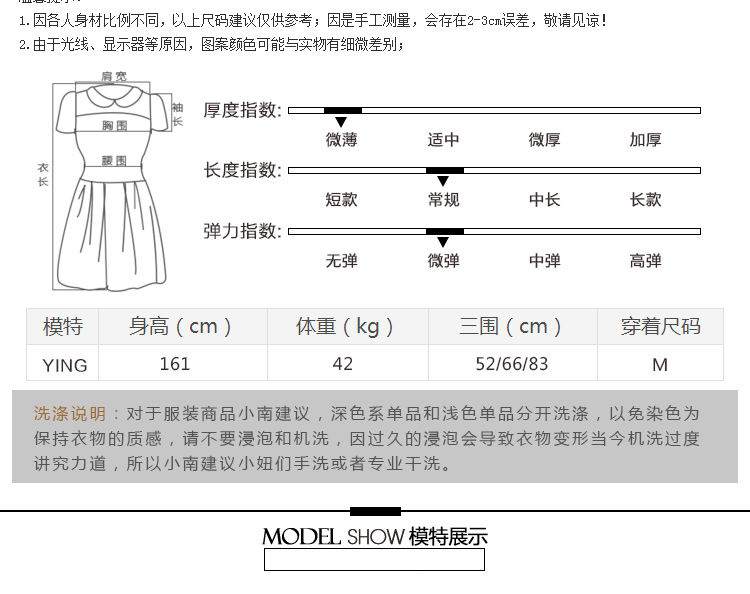 1.因各人身材比例不同，以上尺码建议仅供参考；因是手工测量，会存在2-3cm误差，敬请见谅！
2.由于光线、显示器等原因，图案颜色可能与实物有细微差别；
肩宽
袖长
胸围
腰围
衣长
厚度指数:
微薄 适中 微厚 加厚
长度指数:
短款 常规 中长 长款
弹力指数:
无弹 微弹 中弹 高弹
模特 身高（cm） 体重（kg） 三围（cm） 穿着尺码
YING 161 42 52/66/83 M
洗涤说明：对于服装商品小南建议，深色系单品和浅色单品分开洗涤，以免染色为
保持衣物的质感，请不要浸泡和机洗，因过久的浸泡会导致衣物变形当今机洗过度
讲究力道，所以小南建议小妞们手洗或者专业干洗。
MODEL SHOW 模特展示